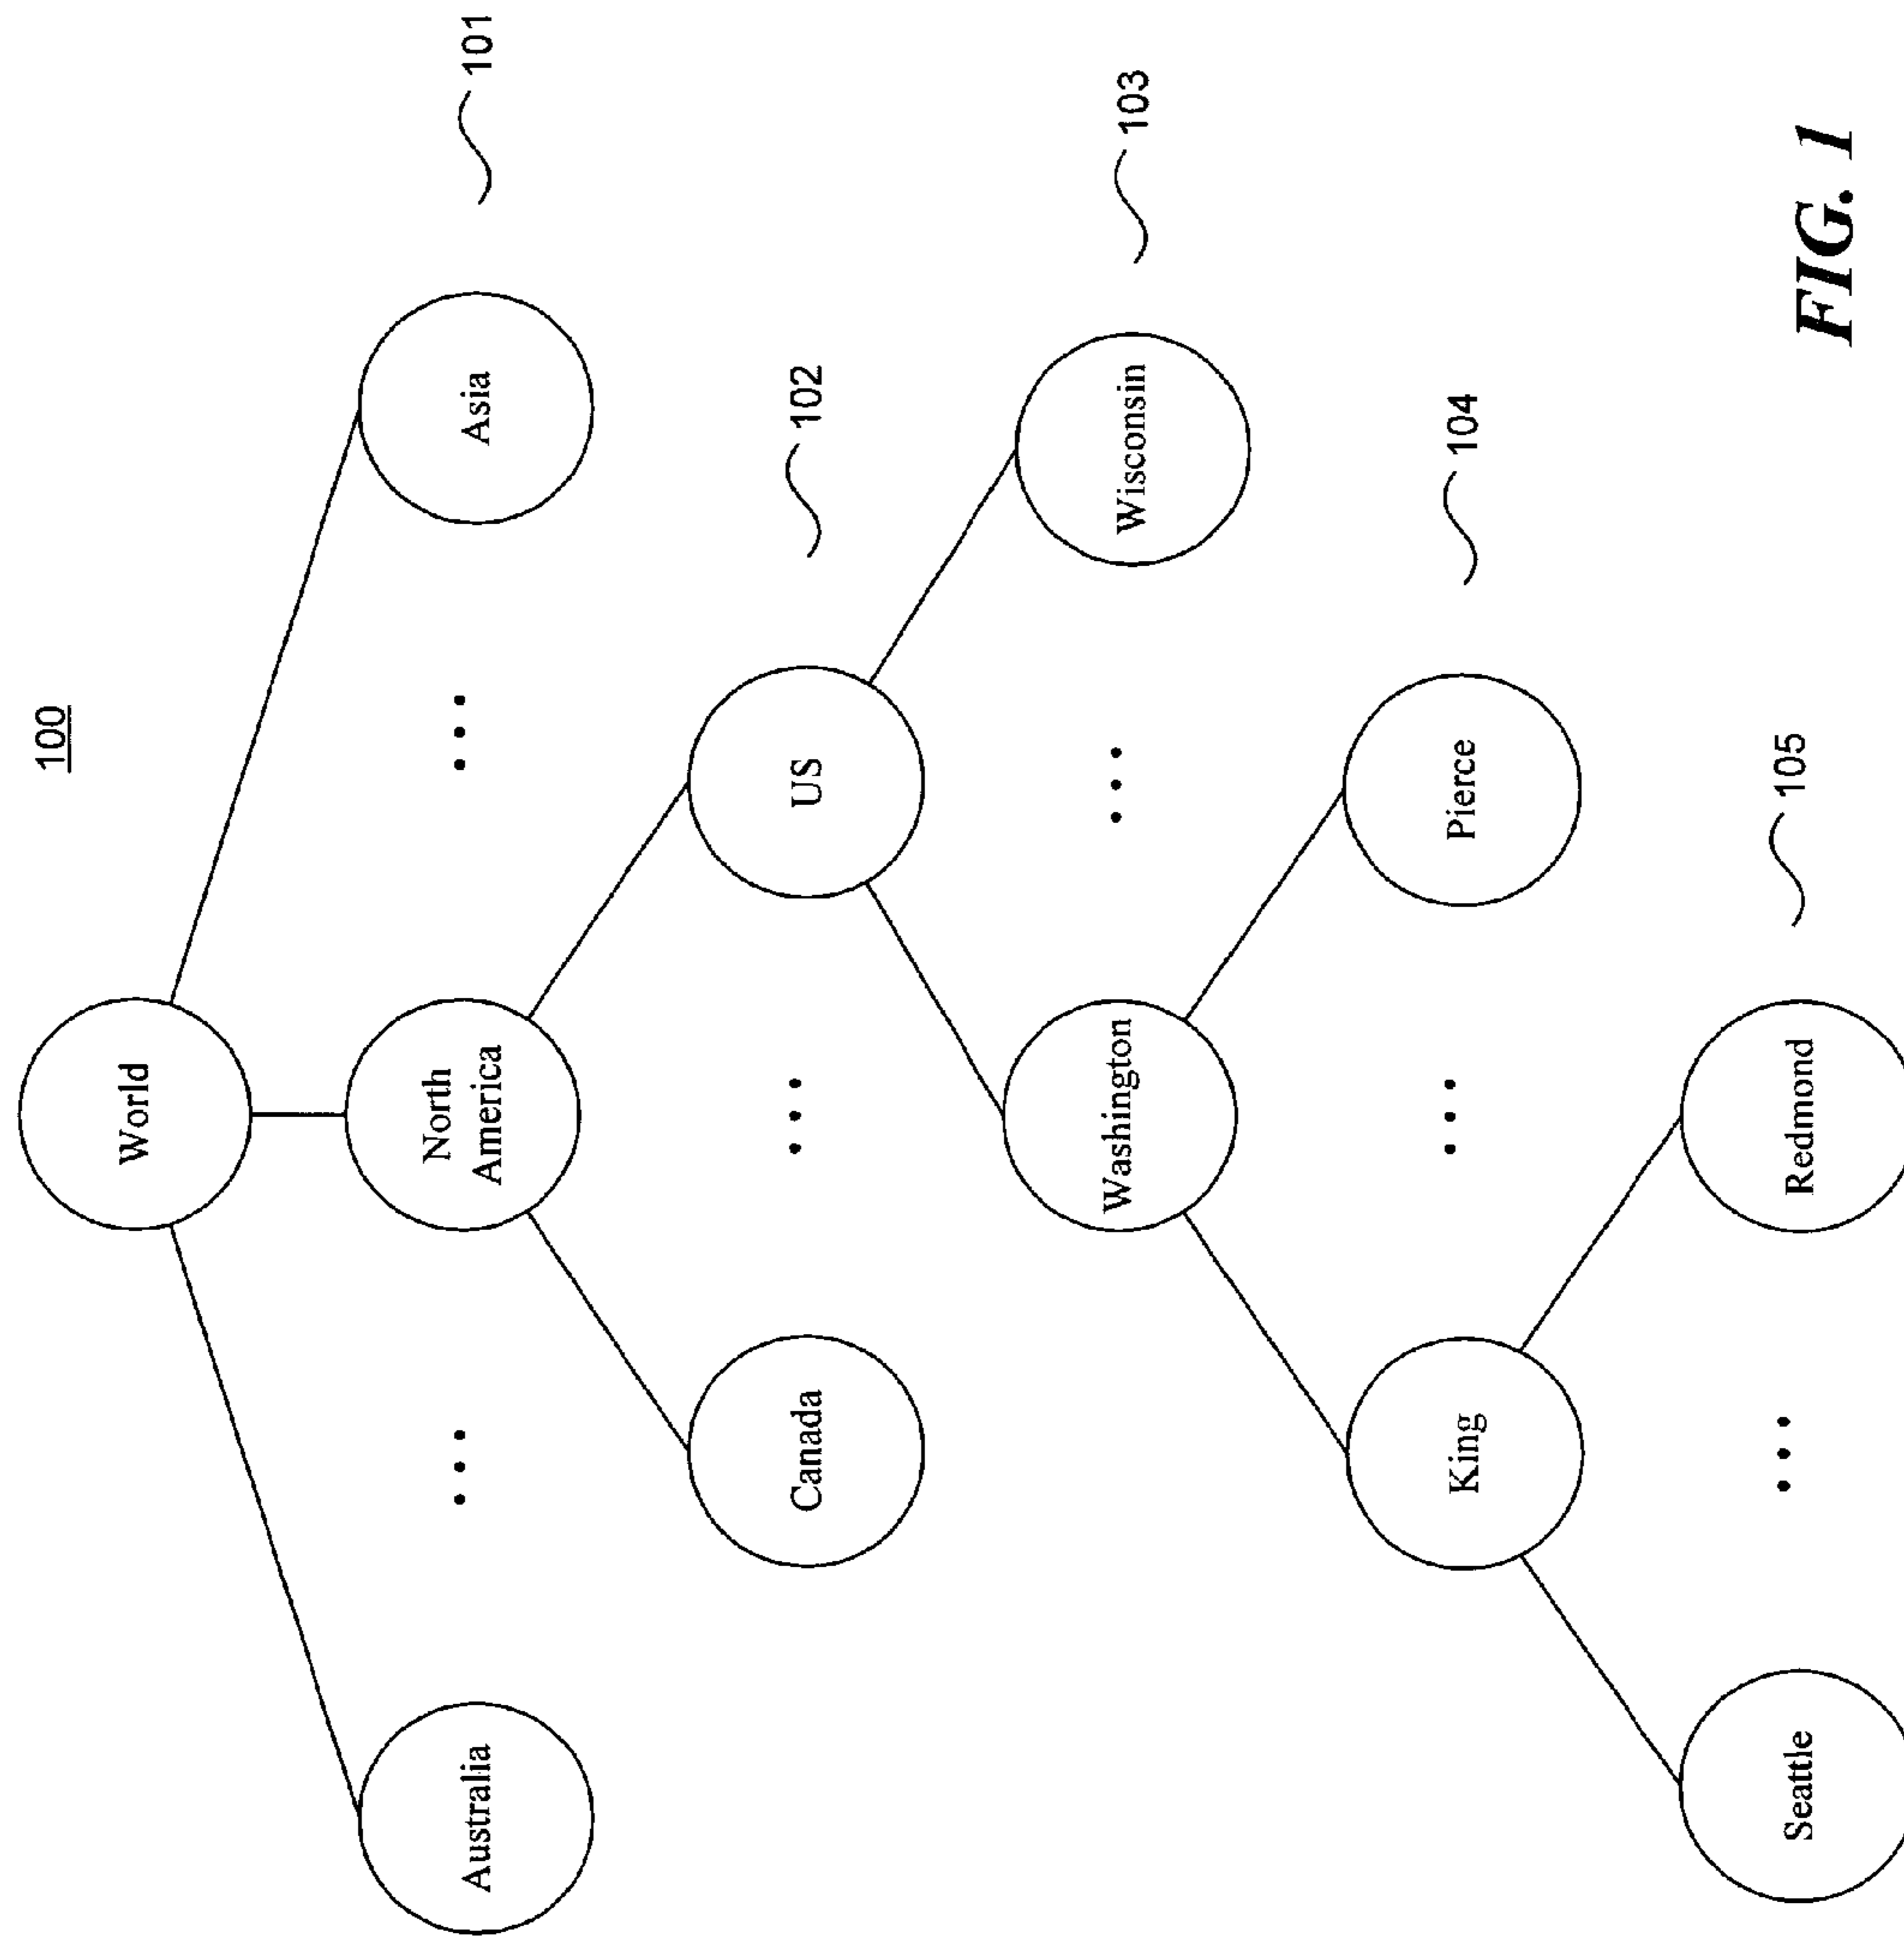 100
World
Australia
North
America
Asia
101
Canada
US
102
Washington
Wisconsin
103
King
Pierce
104
Seattle
Redmond
105
FIG. 1